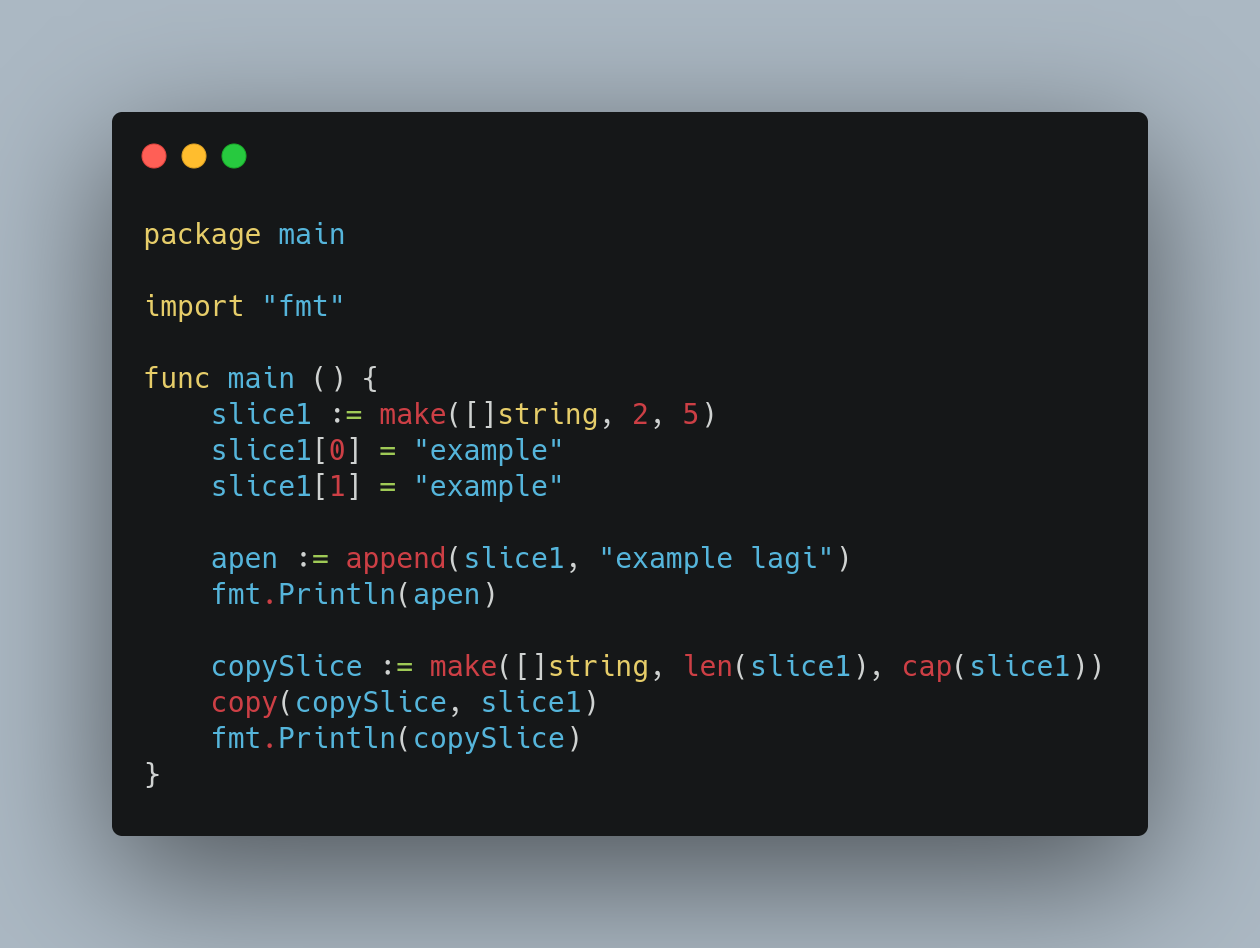 package main

import "fmt"

func main () {
    slice1 := make([]string, 2, 5)
    slice1[0] = "example"
    slice1[1] = "example"

    apen := append(slice1, "example lagi")
    fmt.Println(apen)

    copySlice := make([]string, len(slice1), cap(slice1))
    copy(copySlice, slice1)
    fmt.Println(copySlice)
}